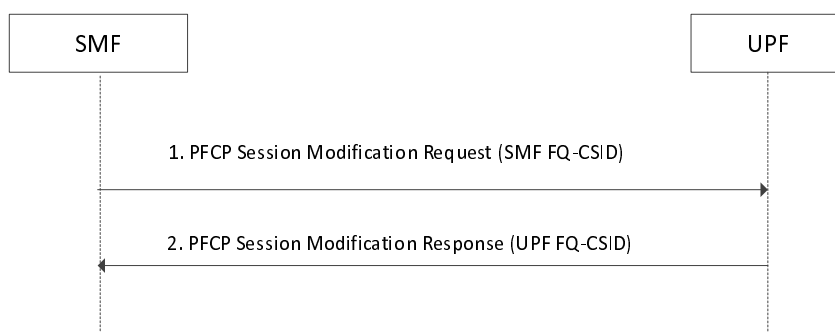 SMF
UPF
1. PFCP Session Modification Request (SMF FQ-CSID)
2. PFCP Session Modification Response (UPF FQ-CSID)